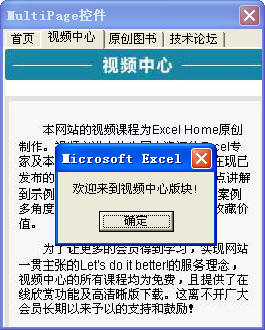 MultiPage控件
首页 视频中心 原创图书 技术论坛
视频中心
本网站的视频课程为Excel Home原创
制作。
Excel专
家及本
在现已
发布的
点讲解
到示例
案例
多角度
收藏价
值。
Microsoft Excel
欢迎来到视频中心版块!
确定
为了让更多的会员得到学习,实现网站
一贯主张的Let's do it better!的服务理念,
视频中心的所有课程均为免费,且提供了在
线欣赏功能及高清晰版下载。这离不开广大
会员长期以来予以的支持和鼓励!